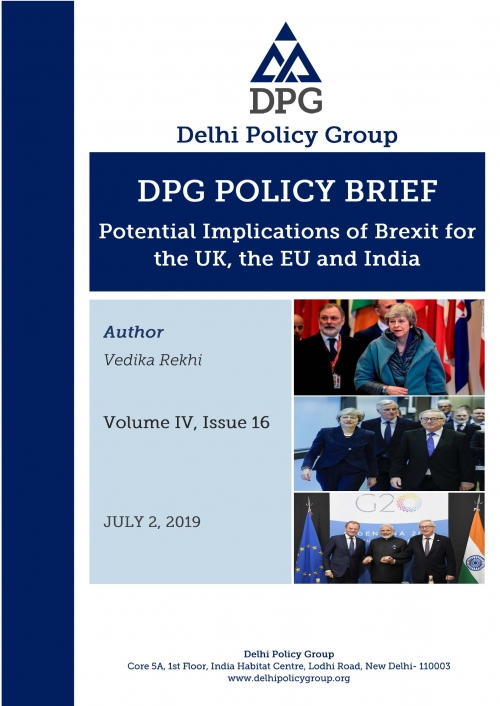 DPG
Delhi Policy Group
DPG POLICY BRIEF
Potential Implications of Brexit for
the UK, the EU and India
Author
Vedika Rekhi
Volume IV, Issue 16
JULY 2, 2019
G20
Delhi Policy Group
Core 5A, 1st Floor, India Habitat Centre, Lodhi Road, New Delhi- 110003
www.delhipolicygroup.org